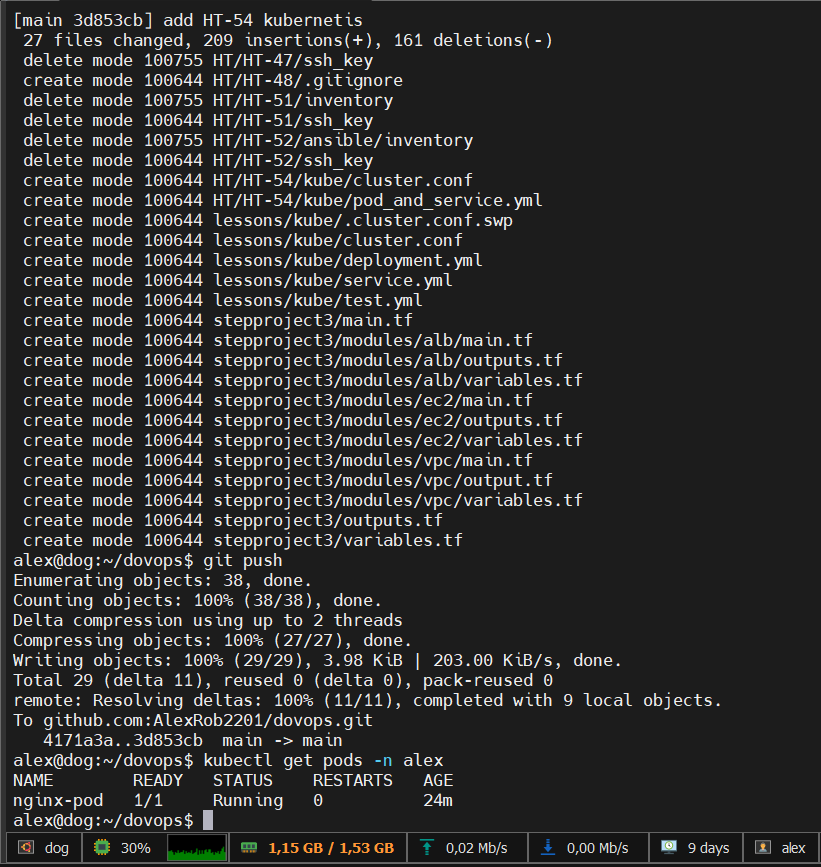 [main 3d853cb] add HT-54 kubernetis
 27 files changed, 209 insertions(+), 161 deletions(-)
 delete mode 100755 HT/HT-47/ssh_key
 create mode 100644 HT/HT-48/.gitignore
 delete mode 100755 HT/HT-51/inventory
 delete mode 100644 HT/HT-51/ssh_key
 delete mode 100755 HT/HT-52/ansible/inventory
 delete mode 100644 HT/HT-52/ssh_key
 create mode 100644 HT/HT-54/kube/cluster.conf
 create mode 100644 HT/HT-54/kube/pod_and_service.yml
 create mode 100644 lessons/kube/.cluster.conf.swp
 create mode 100644 lessons/kube/cluster.conf
 create mode 100644 lessons/kube/deployment.yml
 create mode 100644 lessons/kube/service.yml
 create mode 100644 lessons/kube/test.yml
 create mode 100644 stepproject3/main.tf
 create mode 100644 stepproject3/modules/alb/main.tf
 create mode 100644 stepproject3/modules/alb/outputs.tf
 create mode 100644 stepproject3/modules/alb/variables.tf
 create mode 100644 stepproject3/modules/ec2/main.tf
 create mode 100644 stepproject3/modules/ec2/outputs.tf
 create mode 100644 stepproject3/modules/ec2/variables.tf
 create mode 100644 stepproject3/modules/vpc/main.tf
 create mode 100644 stepproject3/modules/vpc/output.tf
 create mode 100644 stepproject3/modules/vpc/variables.tf
 create mode 100644 stepproject3/outputs.tf
 create mode 100644 stepproject3/variables.tf
alex@dog:~/dovops$ git push
Enumerating objects: 38, done.
Counting objects: 100% (38/38), done.
Delta compression using up to 2 threads
Compressing objects: 100% (27/27), done.
Writing objects: 100% (29/29), 3.98 KiB | 203.00 KiB/s, done.
Total 29 (delta 11), reused 0 (delta 0), pack-reused 0
remote: Resolving deltas: 100% (11/11), completed with 9 local objects.
To github.com:AlexRob2201/dovops.git
   4171a3a..3d853cb  main -> main
alex@dog:~/dovops$ kubectl get pods -n alex
NAME        READY   STATUS    RESTARTS   AGE
nginx-pod   1/1     Running   0          24m
alex@dog:~/dovops$
dog 30% 1,15 GB / 1,53 GB 0,02 Mb/s 0,00 Mb/s 9 days alex